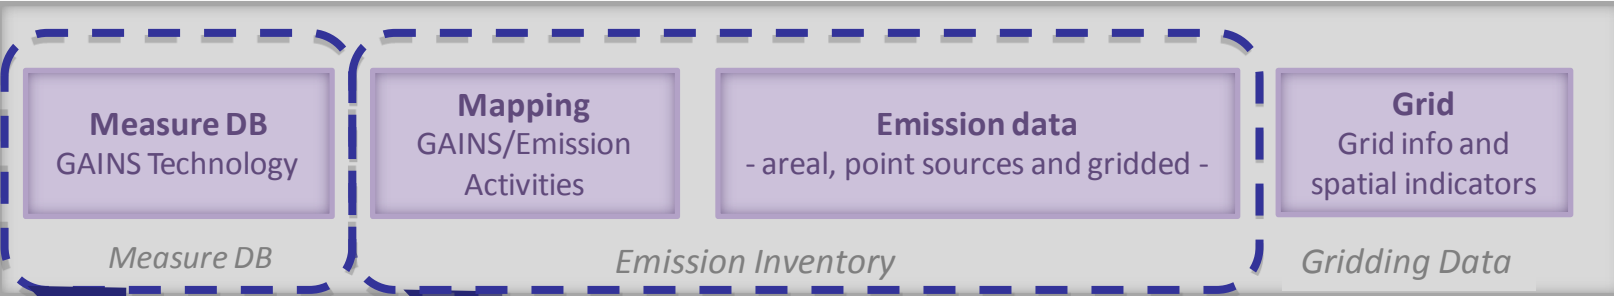 Measure DB
GAINS Technology
Mapping
GAINS/Emission
Activities
Emission data
- areal, point sources and gridded -
Grid
Grid info and
spatial indicators
Measure DB
Emission Inventory
Gridding Data